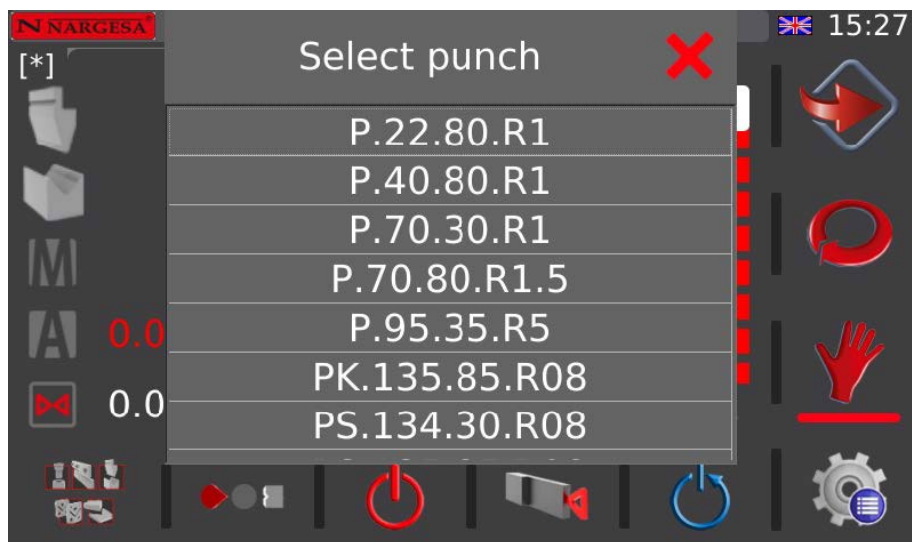 N NARGESA
15:27
[*]
Select punch
P.22.80.R1
P.40.80.R1
P.70.30.R1
P.70.80.R1.5
P.95.35.R5
PK.135.85.R08
PS.134.30.R08
M
A 0.0
0.0